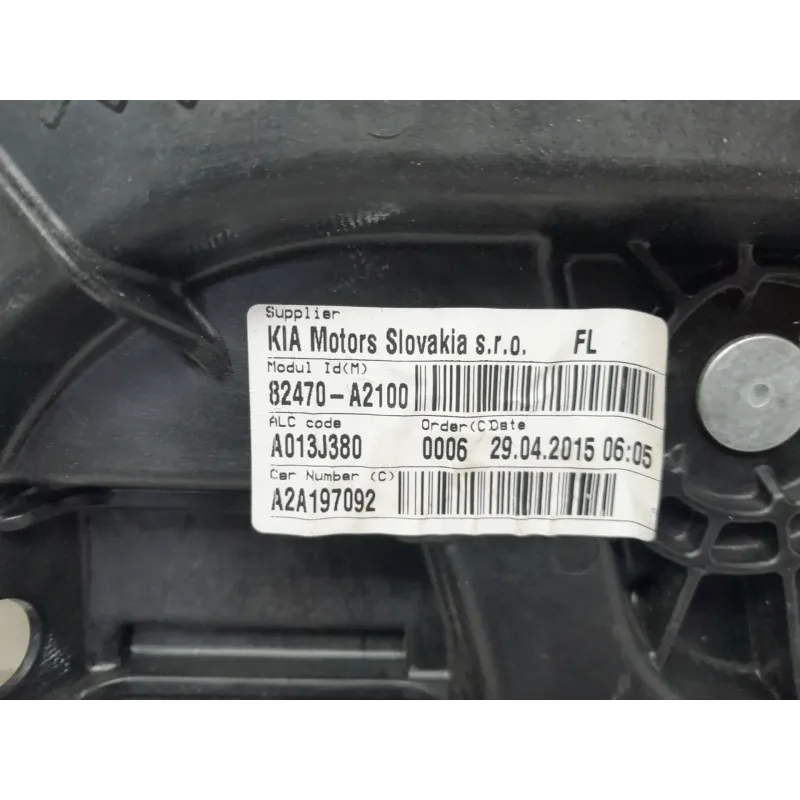 Supplier
KIA Motors Slovakia s.r.o. FL
Modul Id(M)
82470-A2100
ALC code Order(C)Date
A013J380 0006 29.04.2015 06:05
Car Number (C)
A2A197092